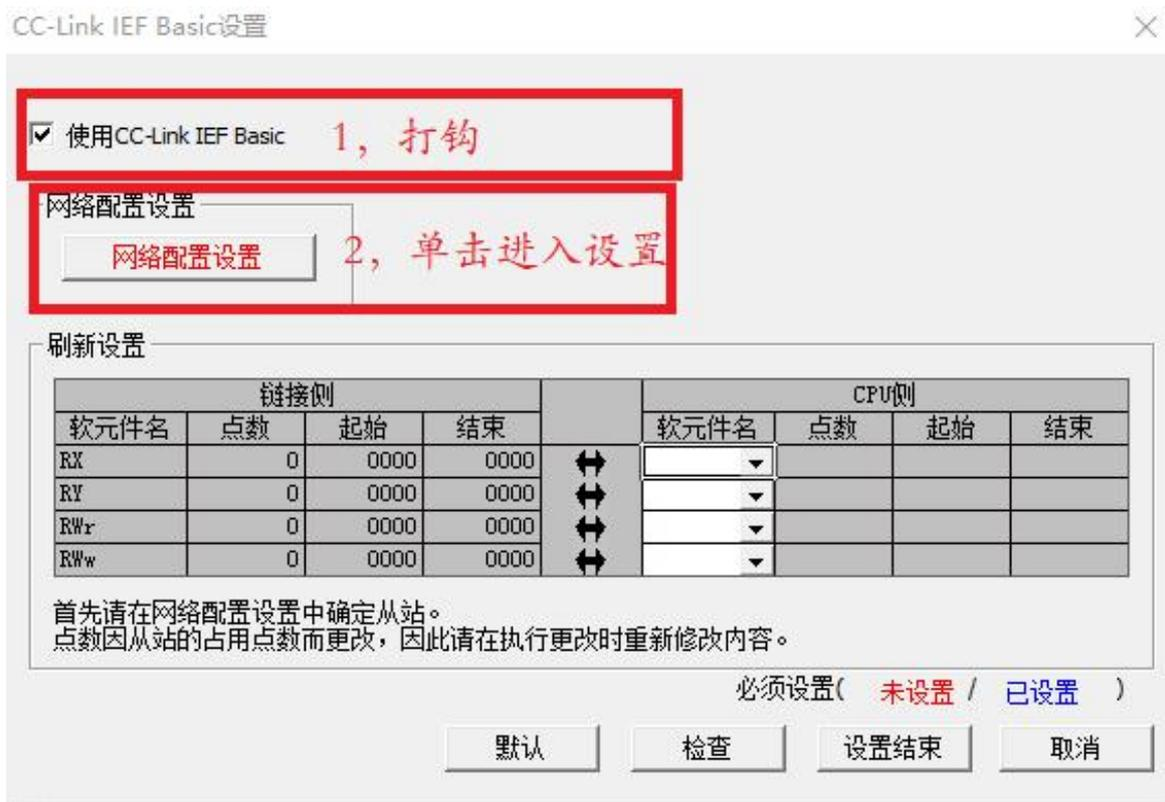 CC-Link IEF Basic设置
使用CC-Link IEF Basic 1，打钩
网络配置设置
网络配置设置 2，单击进入设置
刷新设置
链接侧 CPU侧
软元件名 点数 起始 结束 软元件名 点数 起始 结束
RX 0 0000 0000
RY 0 0000 0000
RWr 0 0000 0000
RWw 0 0000 0000
首先请在网络配置设置中确定从站。
点数因从站的占用点数而更改，因此请在执行更改时重新修改内容。
必须设置( 未设置 / 已设置 )
默认 检查 设置结束 取消